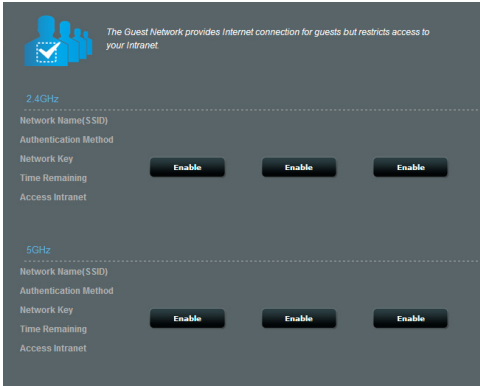 The Guest Network provides Internet connection for guests but restricts access to
your Intranet.
2.4GHz
Network Name(SSID)
Authentication Method
Network Key
Enable Enable Enable
Time Remaining
Access Intranet
5GHz
Network Name(SSID)
Authentication Method
Network Key
Enable Enable Enable
Time Remaining
Access Intranet